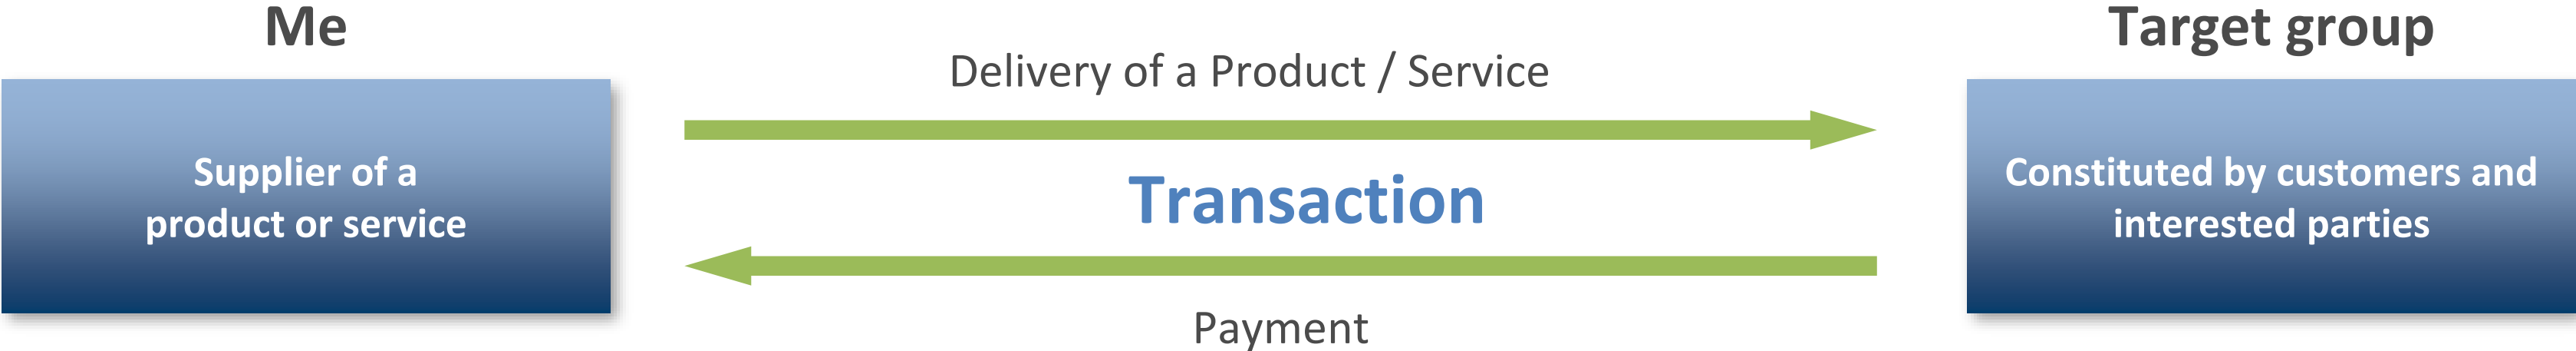 Me
Supplier of a
product or service
Delivery of a Product / Service
Transaction
Payment
Target group
Constituted by customers and
interested parties